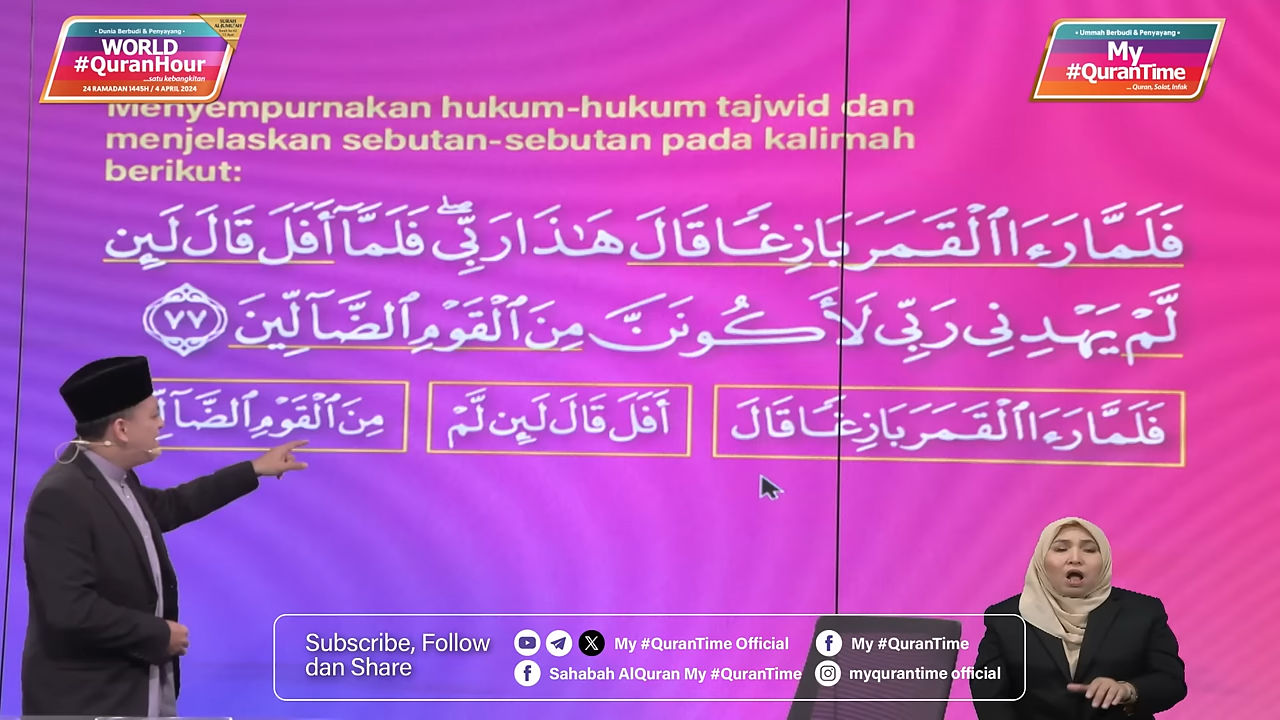 • Dunia Berbudi & Penyayang •
WORLD
#QuranHour
...satu kebangkitan
24 RAMADAN 1445H / 4 APRIL 2024
• Ummah Berbudi & Penyayang •
My
#QuranTime
... Quran, Solat, Infak
Menyempurnakan hukum-hukum tajwid dan
menjelaskan sebutan-sebutan pada kalimah
berikut:
فَلَمَّا رَءَا ٱلْقَمَرَ بَازِغًا قَالَ هَٰذَا رَبِّيۖ فَلَمَّآ أَفَلَ قَالَ لَئِن
لَّمْ يَهْدِنِي رَبِّي لَأَكُونَنَّ مِنَ ٱلْقَوْمِ ٱلضَّآلِّينَ ٧٧
فَلَمَّا رَءَا ٱلْقَمَرَ بَازِغًا قَالَ
أَفَلَ قَالَ لَئِن لَّمْ
مِنَ ٱلْقَوْمِ
Subscribe, Follow
dan Share
My #QuranTime Official
My #QuranTime
Sahabah AlQuran My #QuranTime
myqurantime official